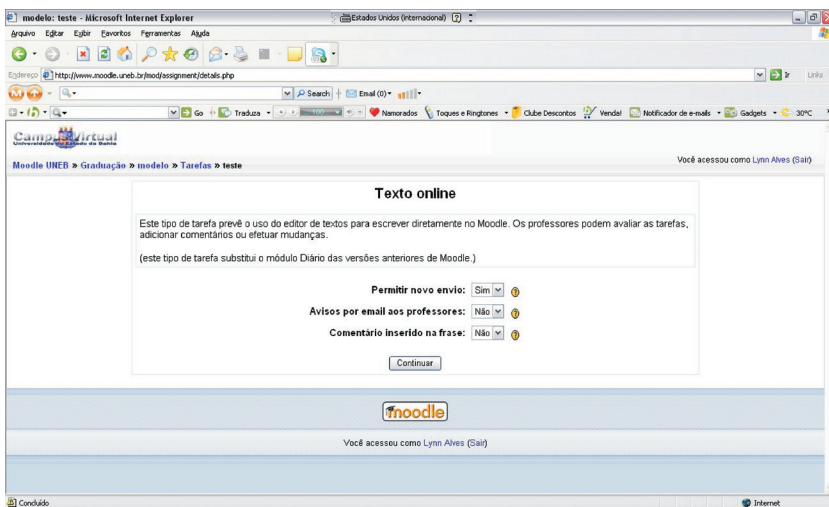 modelo: teste - Microsoft Internet Explorer
Estados Unidos (internacional)
Arquivo Editar Exibir Favoritos Ferramentas Ajuda
Endereço http://www.moodle.uneb.br/mod/assignment/details.php Ir Links
Search Email (0)
Go Traduza Namorados Toques e Ringtones Clube Descontos Venda! Notificador de e-mails Gadgets 30ºC
Campus Virtual
Universidade do Estado da Bahia
Você acessou como Lynn Alves (Sair)
Moodle UNEB » Graduação » modelo » Tarefas » teste
Texto online
Este tipo de tarefa prevê o uso do editor de textos para escrever diretamente no Moodle. Os professores podem avaliar as tarefas,
adicionar comentários ou efetuar mudanças.
(este tipo de tarefa substitui o módulo Diário das versões anteriores de Moodle.)
Permitir novo envio: Sim
Avisos por email aos professores: Não
Comentário inserido na frase: Não
Continuar
moodle
Você acessou como Lynn Alves (Sair)
Concluído Internet